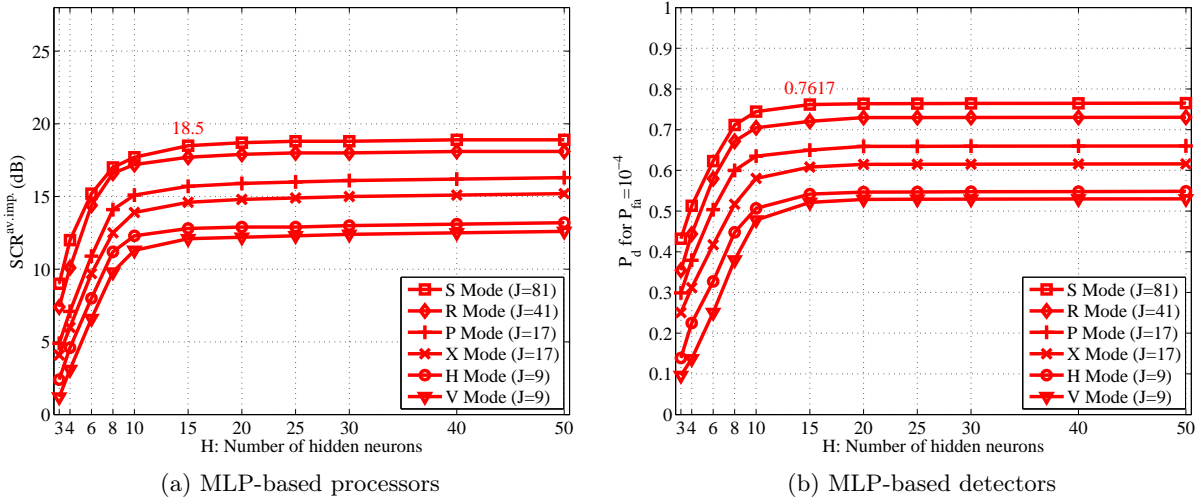 25
20
15
10
5
0
SCR^av. imp. (dB)
18.5
S Mode (J=81)
R Mode (J=41)
P Mode (J=17)
X Mode (J=17)
H Mode (J=9)
V Mode (J=9)
3 4 6 8 10 15 20 25 30 40 50
H: Number of hidden neurons
(a) MLP-based processors
1
0.9
0.8
0.7
0.6
0.5
0.4
0.3
0.2
0.1
0
P_d for P_fa=10^-4
0.7617
S Mode (J=81)
R Mode (J=41)
P Mode (J=17)
X Mode (J=17)
H Mode (J=9)
V Mode (J=9)
3 4 6 8 10 15 20 25 30 40 50
H: Number of hidden neurons
(b) MLP-based detectors